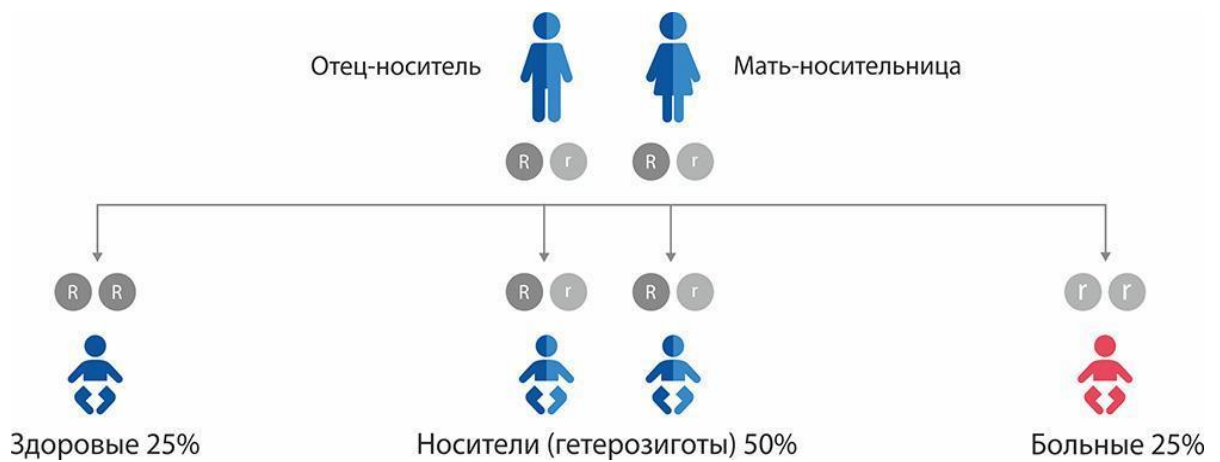 Отец-носитель
Мать-носительница
R r R r
R R R r R r r r
Здоровые 25%
Носители (гетерозиготы) 50%
Больные 25%